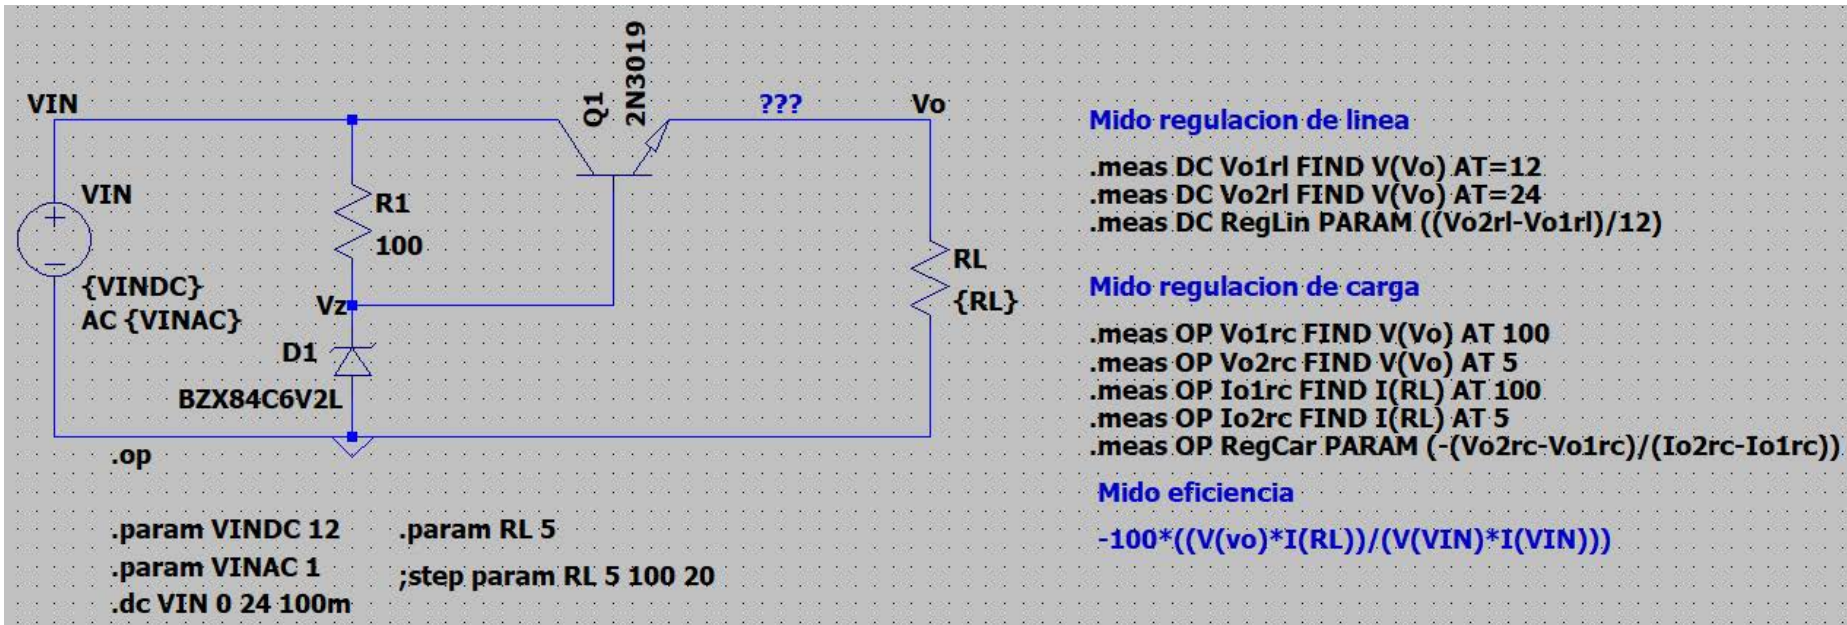 VIN
Q1
2N3019
???
Vo
VIN
{VINDC}
AC {VINAC}
R1
100
Vz
D1
BZX84C6V2L
RL
{RL}
.op
.param VINDC 12
.param VINAC 1
.dc VIN 0 24 100m
.param RL 5
;step param RL 5 100 20
Mido regulacion de linea
.meas DC Vo1rl FIND V(Vo) AT=12
.meas DC Vo2rl FIND V(Vo) AT=24
.meas DC RegLin PARAM ((Vo2rl-Vo1rl)/12)
Mido regulacion de carga
.meas OP Vo1rc FIND V(Vo) AT 100
.meas OP Vo2rc FIND V(Vo) AT 5
.meas OP Io1rc FIND I(RL) AT 100
.meas OP Io2rc FIND I(RL) AT 5
.meas OP RegCar PARAM (-(Vo2rc-Vo1rc)/(Io2rc-Io1rc))
Mido eficiencia
-100*((V(vo)*I(RL))/(V(VIN)*I(VIN)))